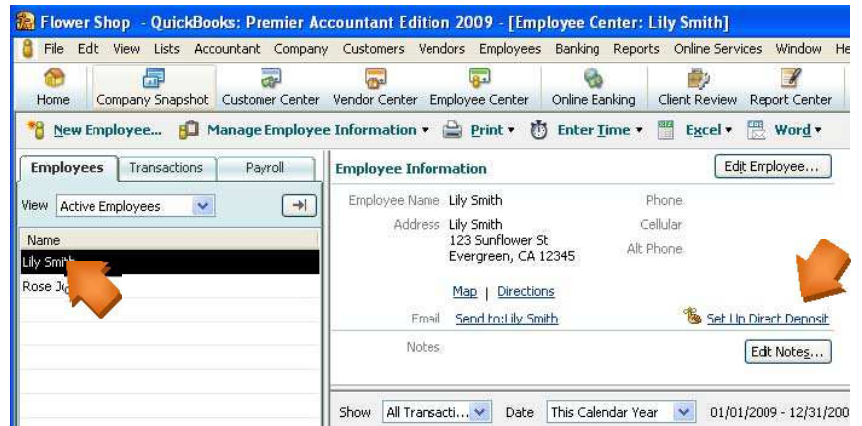 Flower Shop - QuickBooks: Premier Accountant Edition 2009 - [Employee Center: Lily Smith]
File Edit View Lists Accountant Company Customers Vendors Employees Banking Reports Online Services Window He
Home Company Snapshot Customer Center Vendor Center Employee Center Online Banking Client Review Report Center
New Employee... Manage Employee Information Print Enter Time Excel Word
Employees Transactions Payroll
View Active Employees
Name
Lily Smith
Rose
Employee Information Edit Employee...
Employee Name Lily Smith Phone
Address Lily Smith Cellular
123 Sunflower St
Evergreen, CA 12345 Alt Phone
Map | Directions
Email Send to:Lily Smith Set Up Direct Deposit
Notes Edit Notes...
Show All Transacti... Date This Calendar Year 01/01/2009 - 12/31/200